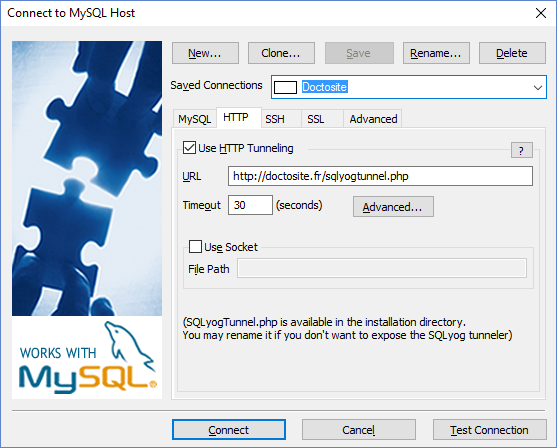 Connect to MySQL Host
New...
Clone...
Save
Rename...
Delete
Saved Connections
Doctosite
MySQL
HTTP
SSH
SSL
Advanced
Use HTTP Tunneling
?
URL
http://doctosite.fr/sqlyogtunnel.php
Timeout
30
(seconds)
Advanced...
Use Socket
File Path
(SQLyogTunnel.php is available in the installation directory.
You may rename it if you don't want to expose the SQLyog tunneler)
WORKS WITH
MySQL®
Connect
Cancel
Test Connection